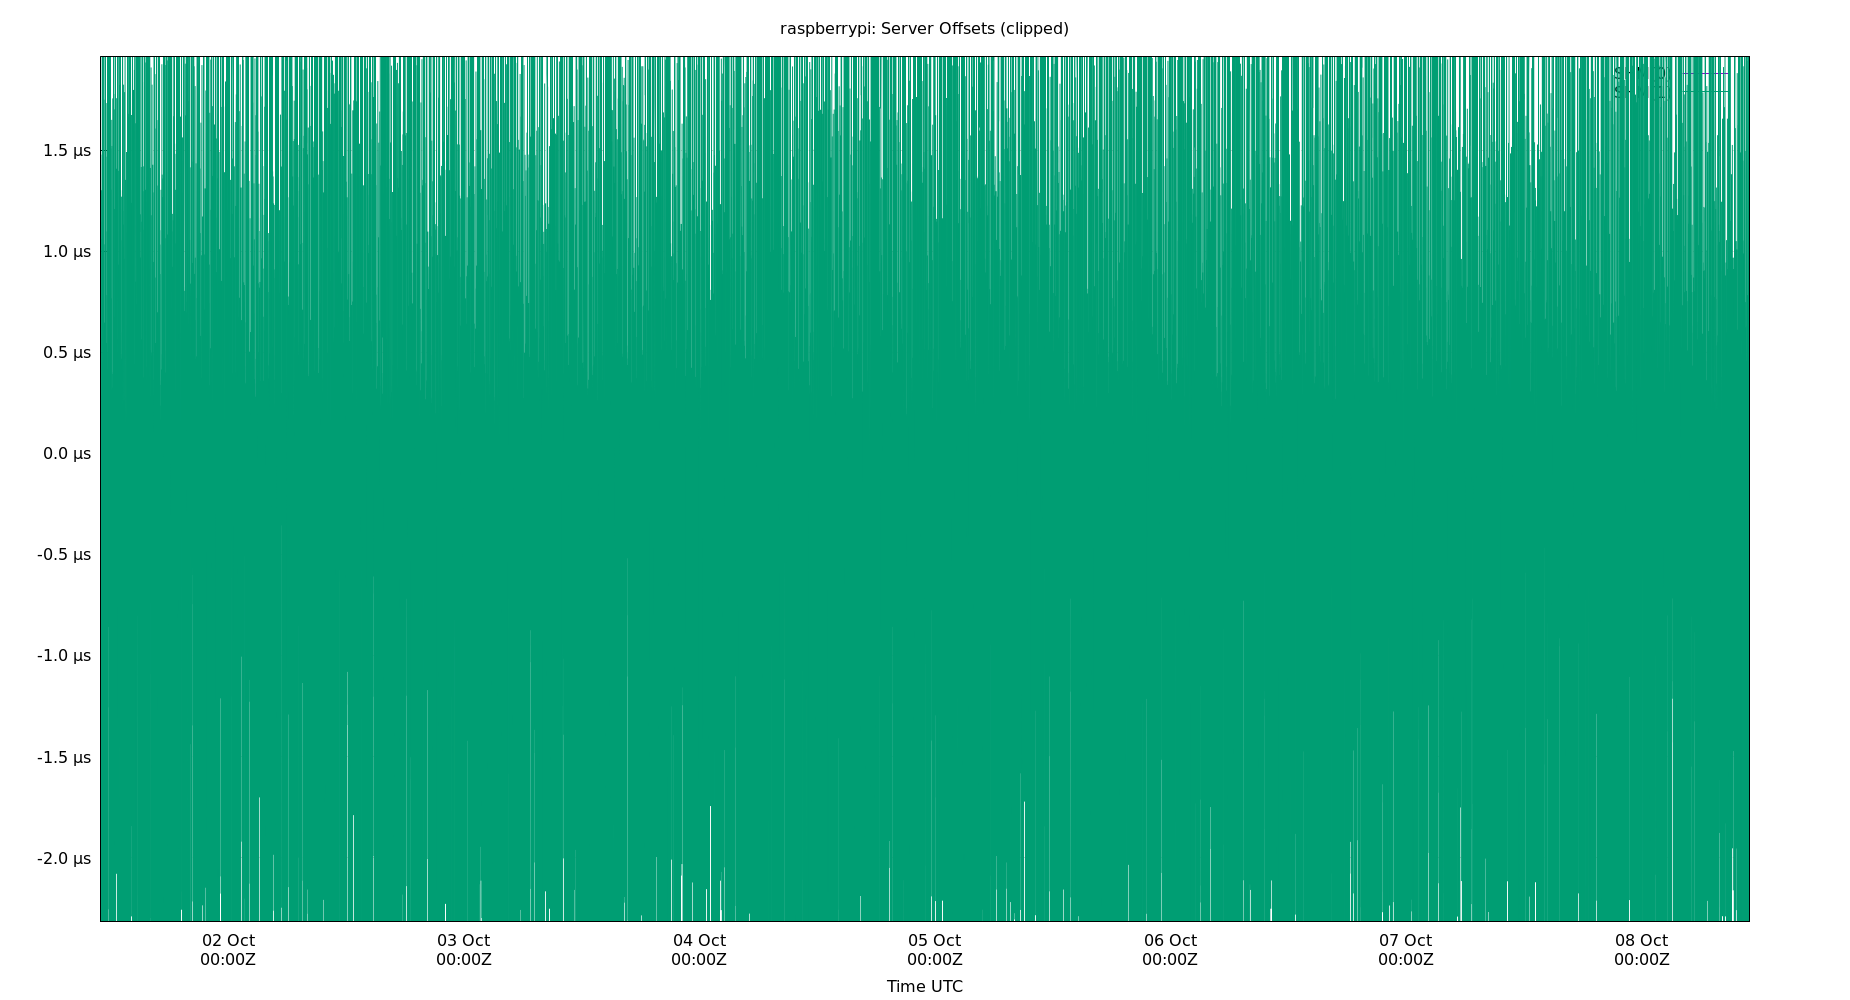 raspberrypi: Server Offsets (clipped)
1.5 µs
1.0 µs
0.5 µs
0.0 µs
-0.5 µs
-1.0 µs
-1.5 µs
-2.0 µs
02 Oct 03 Oct 04 Oct 05 Oct 06 Oct 07 Oct 08 Oct
00:00Z 00:00Z 00:00Z 00:00Z 00:00Z 00:00Z 00:00Z
Time UTC